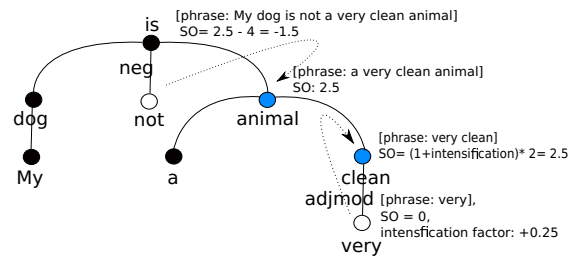 is
[phrase: My dog is not a very clean animal]
SO= 2.5 - 4 = -1.5
neg
[phrase: a very clean animal]
SO: 2.5
dog
not
animal
[phrase: very clean]
SO= (1+intensification)* 2= 2.5
My
a
clean
adjmod
[phrase: very],
SO = 0,
intensfication factor: +0.25
very